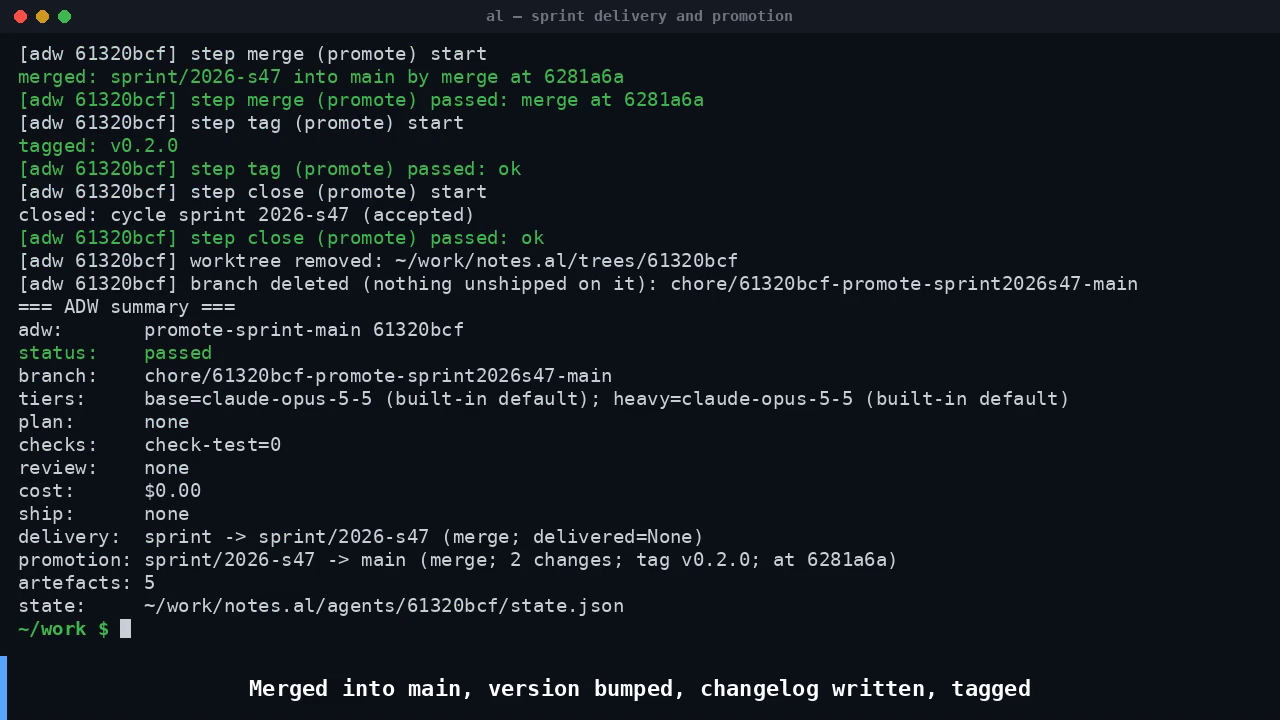 al — sprint delivery and promotion
[adw 61320bcf] step merge (promote) start
merged: sprint/2026-s47 into main by merge at 6281a6a
[adw 61320bcf] step merge (promote) passed: merge at 6281a6a
[adw 61320bcf] step tag (promote) start
tagged: v0.2.0
[adw 61320bcf] step tag (promote) passed: ok
[adw 61320bcf] step close (promote) start
closed: cycle sprint 2026-s47 (accepted)
[adw 61320bcf] step close (promote) passed: ok
[adw 61320bcf] worktree removed: ~/work/notes.al/trees/61320bcf
[adw 61320bcf] branch deleted (nothing unshipped on it): chore/61320bcf-promote-sprint2026s47-main
=== ADW summary ===
adw:       promote-sprint-main 61320bcf
status:    passed
branch:    chore/61320bcf-promote-sprint2026s47-main
tiers:     base=claude-opus-5-5 (built-in default); heavy=claude-opus-5-5 (built-in default)
plan:      none
checks:    check-test=0
review:    none
cost:      $0.00
ship:      none
delivery:  sprint -> sprint/2026-s47 (merge; delivered=None)
promotion: sprint/2026-s47 -> main (merge; 2 changes; tag v0.2.0; at 6281a6a)
artefacts: 5
state:     ~/work/notes.al/agents/61320bcf/state.json
~/work $
Merged into main, version bumped, changelog written, tagged